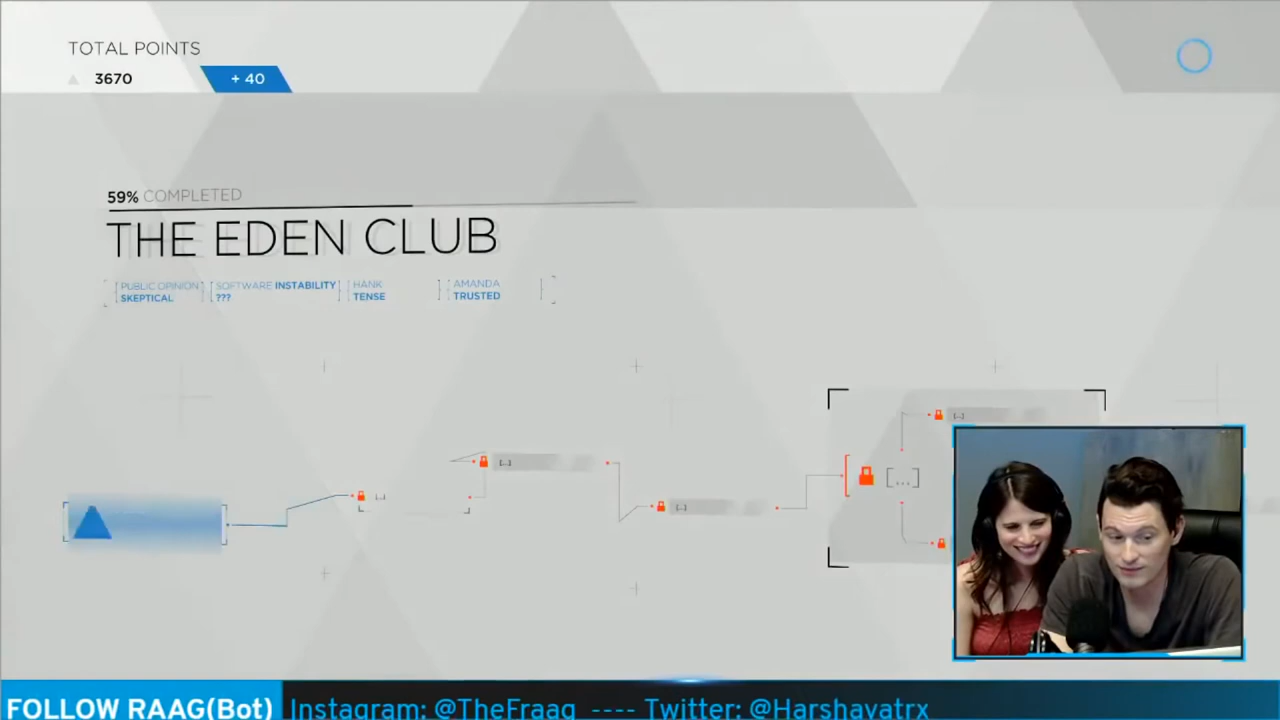 TOTAL POINTS
3670
+ 40
59% COMPLETED
THE EDEN CLUB
PUBLIC OPINION
SKEPTICAL
SOFTWARE INSTABILITY
???
HANK
TENSE
AMANDA
TRUSTED
[...]
[...]
[...]
[...]
FOLLOW RAAG(Bot)
Instagram: @TheFraag ---- Twitter: @Harshavatrx